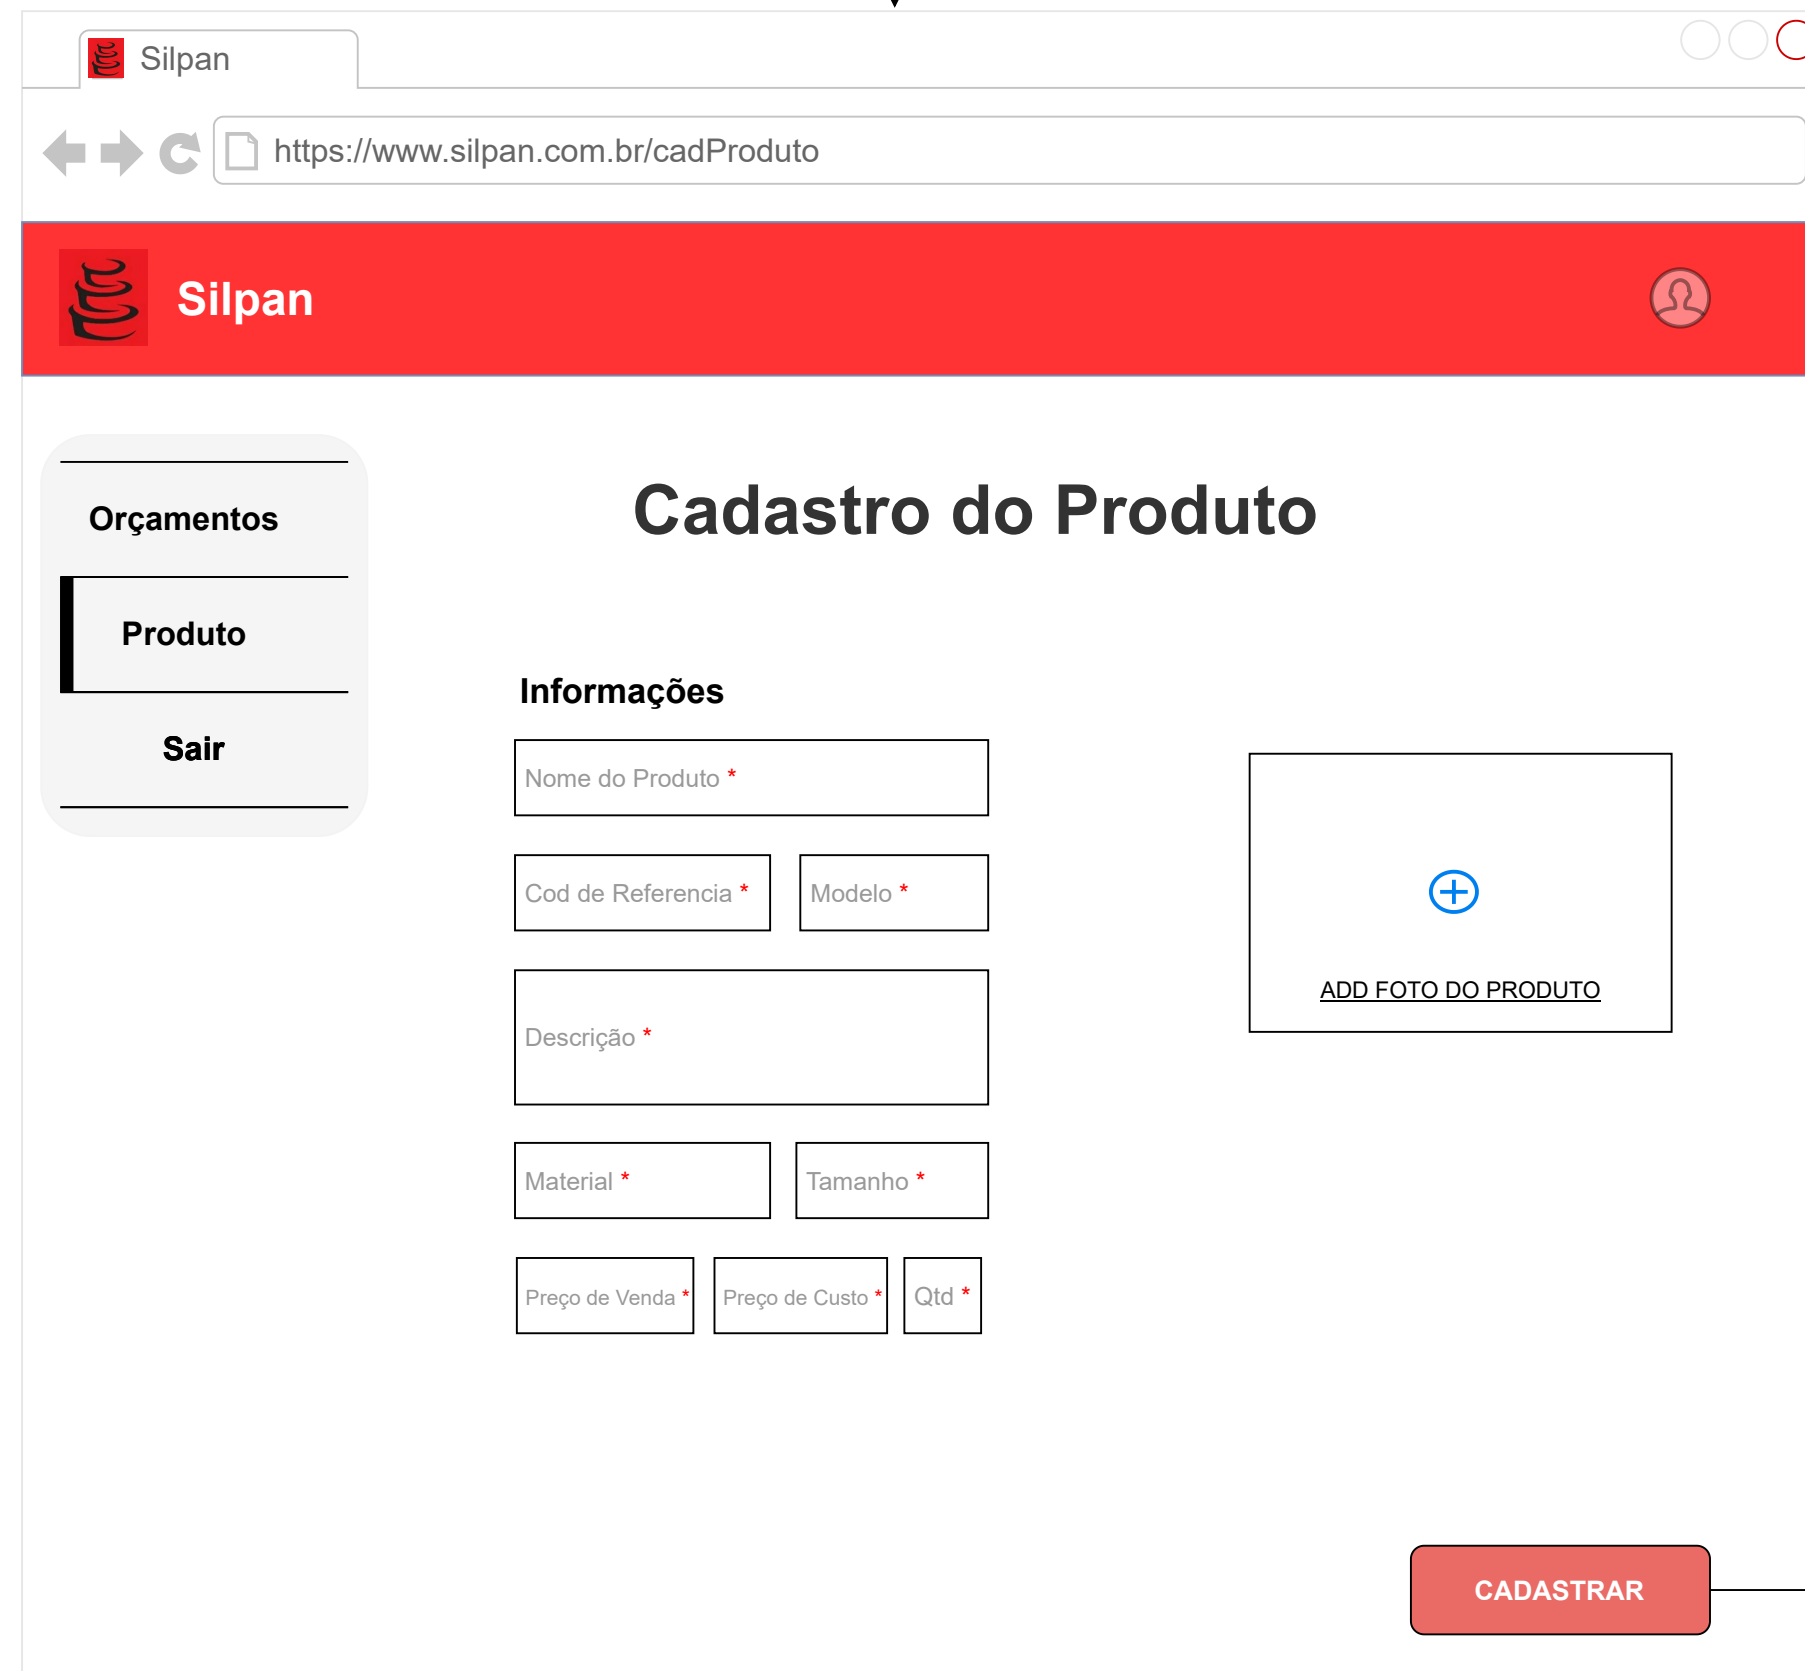 Silpan
https://www.silpan.com.br/cadProduto
Silpan
Orçamentos
Produto
Sair
Cadastro do Produto
Informações
Nome do Produto *
Cod de Referencia *
Modelo *
Descrição *
Material *
Tamanho *
Preço de Venda *
Preço de Custo *
Qtd *
ADD FOTO DO PRODUTO
CADASTRAR